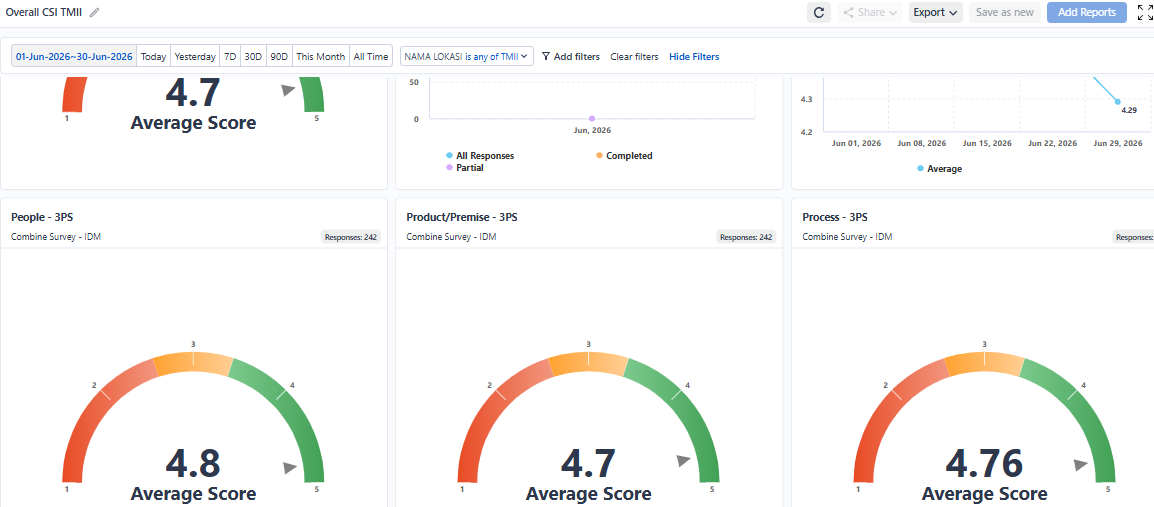 Overall CSI TMII
Share
Export
Save as new
Add Reports
01-Jun-2026~30-Jun-2026
Today
Yesterday
7D
30D
90D
This Month
All Time
NAMA LOKASI is any of TMII
Add filters
Clear filters
Hide Filters
4.7
Average Score
1
5
50
0
Jun, 2026
All Responses
Completed
Partial
4.3
4.2
4.29
Jun 01, 2026
Jun 08, 2026
Jun 15, 2026
Jun 22, 2026
Jun 29, 2026
Average
People - 3PS
Combine Survey - IDM
Responses: 242
1
2
3
4
5
4.8
Average Score
Product/Premise - 3PS
Combine Survey - IDM
Responses: 242
1
2
3
4
5
4.7
Average Score
Process - 3PS
Combine Survey - IDM
Responses:
1
2
3
4
5
4.76
Average Score